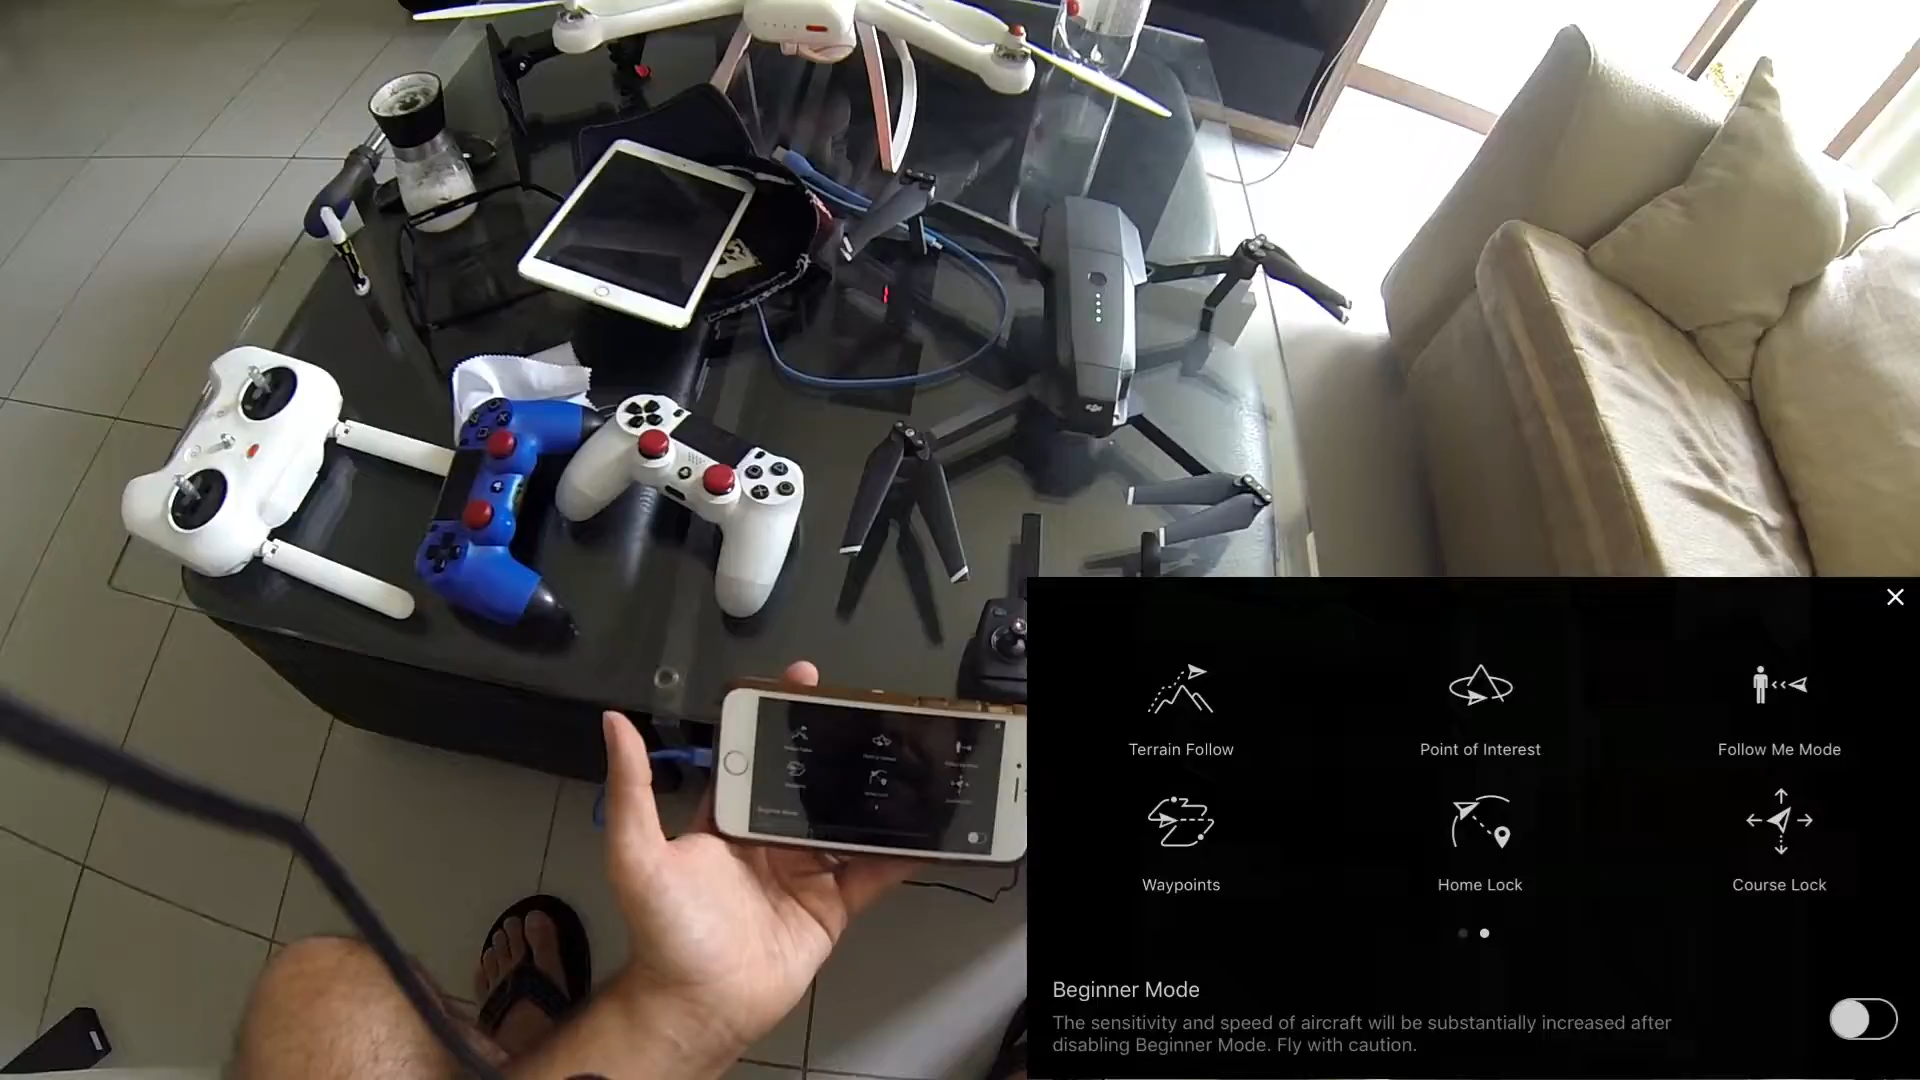 Terrain Follow
Point of Interest
Follow Me Mode
Waypoints
Home Lock
Course Lock
Beginner Mode
The sensitivity and speed of aircraft will be substantially increased after
disabling Beginner Mode. Fly with caution.